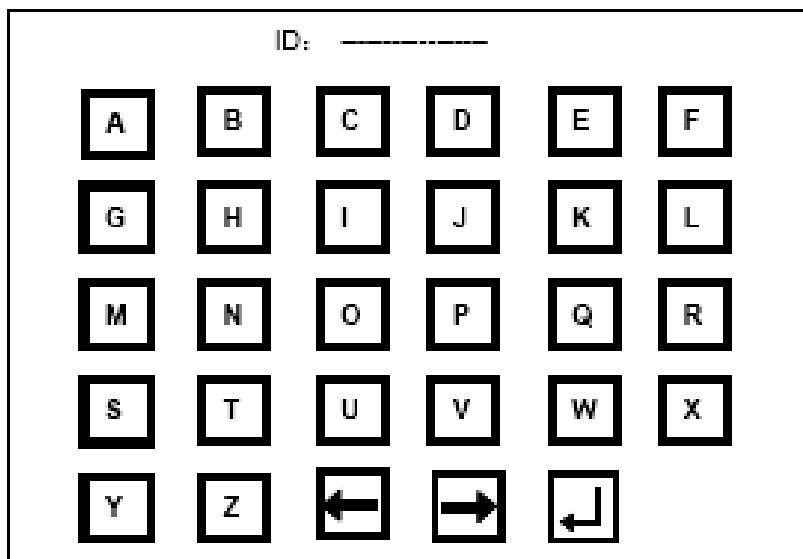 ID： ----------------
A B C D E F
G H I J K L
M N O P Q R
S T U V W X
Y Z ← → ↵